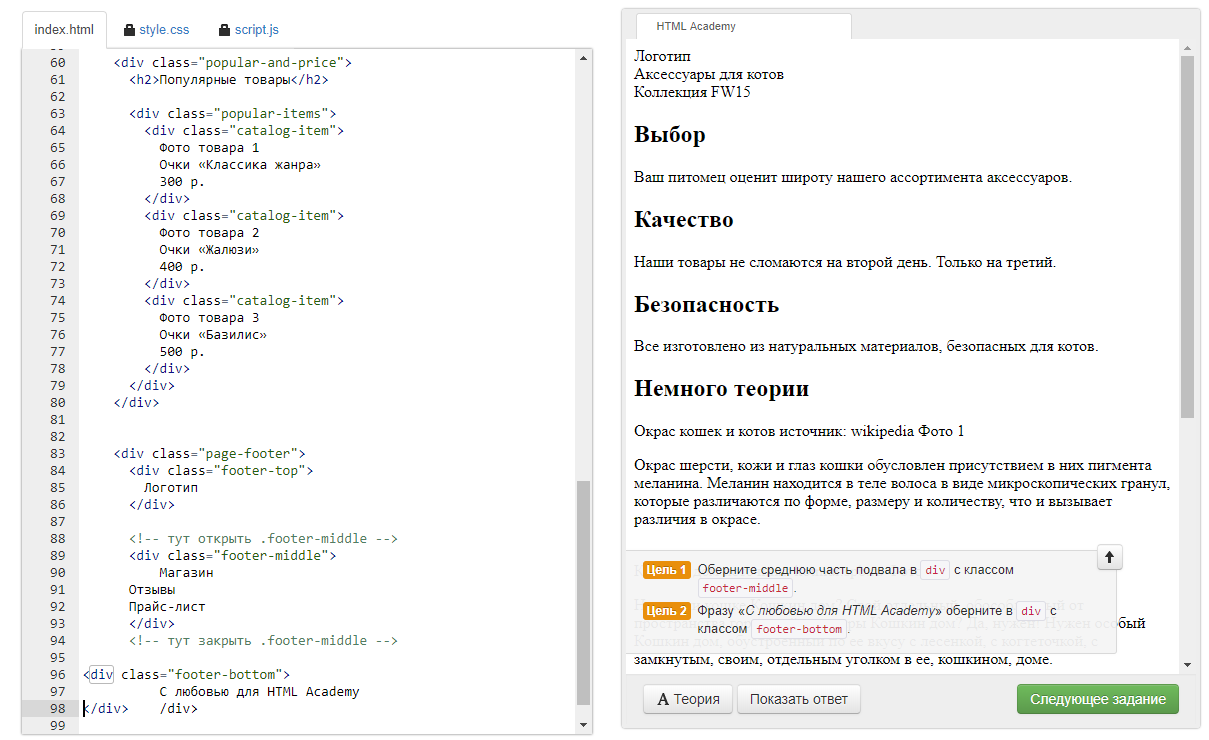 index.html
style.css
script.js
60 <div class="popular-and-price">
61 <h2>Популярные товары</h2>
62
63 <div class="popular-items">
64 <div class="catalog-item">
65 Фото товара 1
66 Очки «Классика жанра»
67 300 р.
68 </div>
69 <div class="catalog-item">
70 Фото товара 2
71 Очки «Жалюзи»
72 400 р.
73 </div>
74 <div class="catalog-item">
75 Фото товара 3
76 Очки «Базилис»
77 500 р.
78 </div>
79 </div>
80 </div>
81
82
83 <div class="page-footer">
84 <div class="footer-top">
85 Логотип
86 </div>
87
88 <!-- тут открыть .footer-middle -->
89 <div class="footer-middle">
90 Магазин
91 Отзывы
92 Прайс-лист
93 </div>
94 <!-- тут закрыть .footer-middle -->
95
96 <div class="footer-bottom">
97 С любовью для HTML Academy
98 </div> /div>
99
HTML Academy
Логотип
Аксессуары для котов
Коллекция FW15
Выбор
Ваш питомец оценит широту нашего ассортимента аксессуаров.
Качество
Наши товары не сломаются на второй день. Только на третий.
Безопасность
Все изготовлено из натуральных материалов, безопасных для котов.
Немного теории
Окрас кошек и котов источник: wikipedia Фото 1
Окрас шерсти, кожи и глаз кошки обусловлен присутствием в них пигмента
меланина. Меланин находится в теле волоса в виде микроскопических гранул,
которые различаются по форме, размеру и количеству, что и вызывает
различия в окрасе.
Цель 1 Оберните среднюю часть подвала в div с классом
footer-middle.
Цель 2 Фразу «С любовью для HTML Academy» оберните в div с
классом footer-bottom.
замкнутым, своим, отдельным уголком в ее, кошкином, доме.
Теория
Показать ответ
Следующее задание